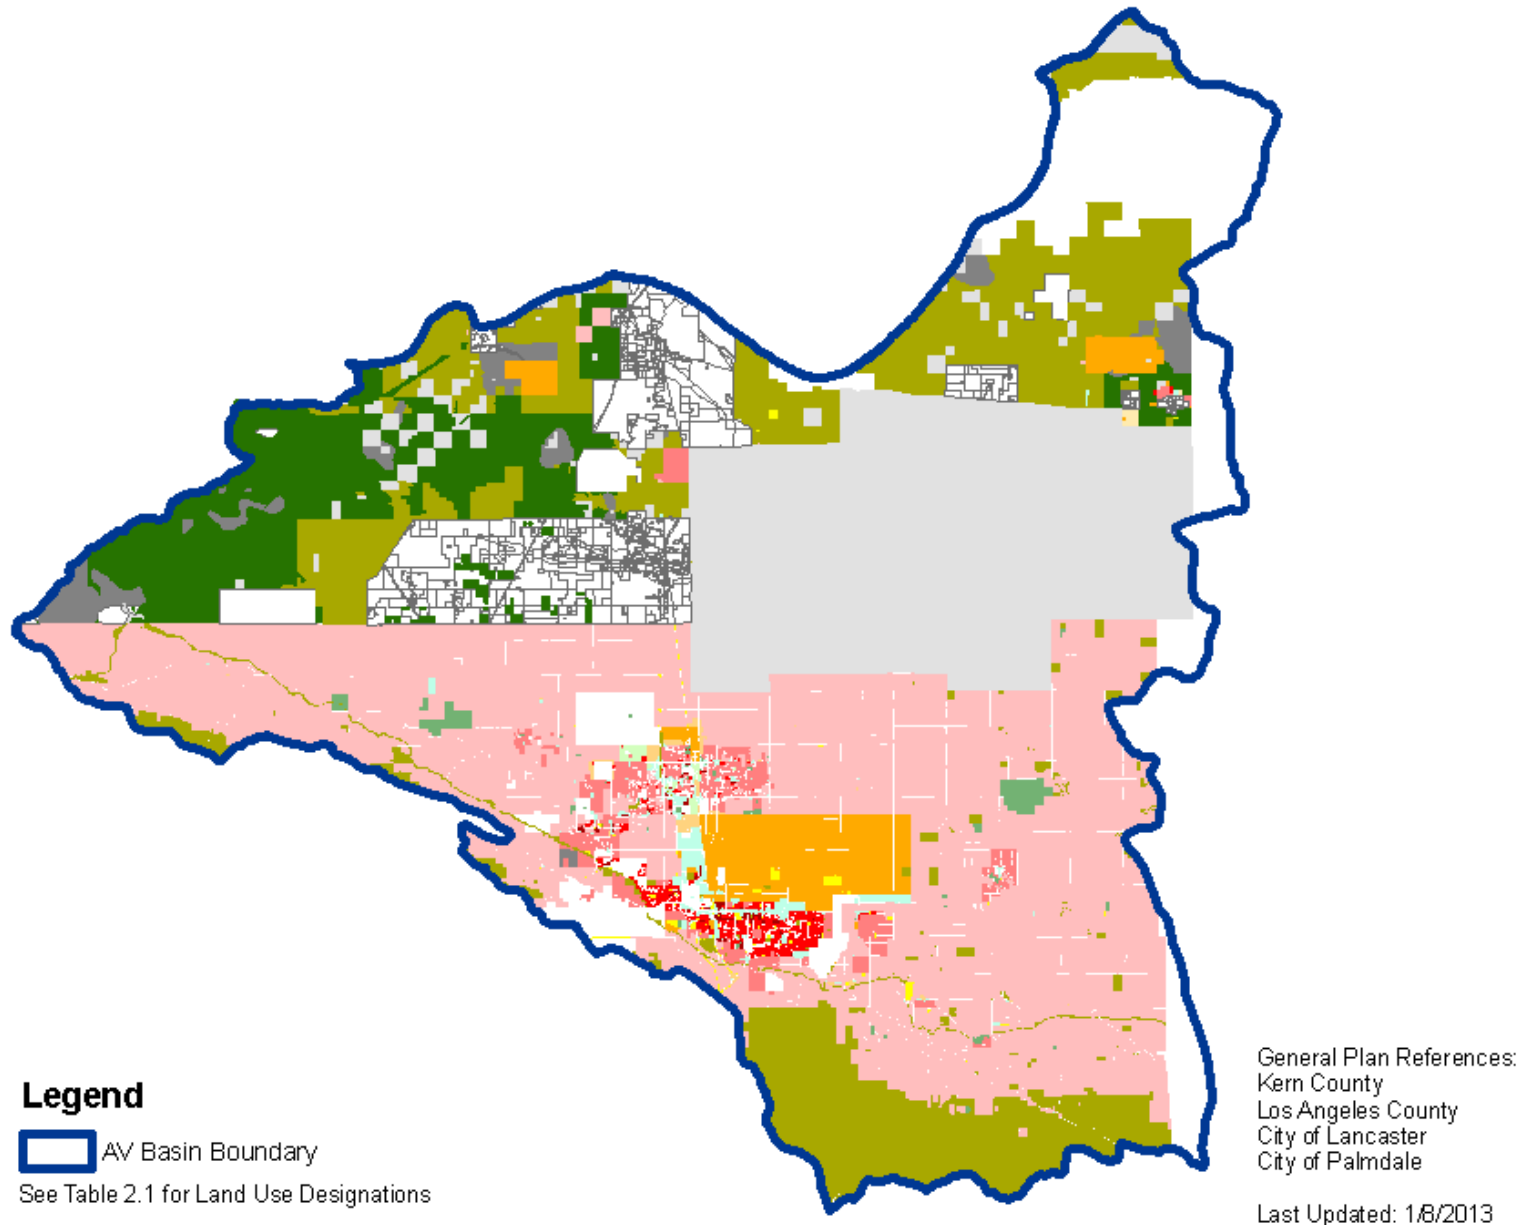 Legend
AV Basin Boundary
See Table 2.1 for Land Use Designations
General Plan References:
Kern County
Los Angeles County
City of Lancaster
City of Palmdale
Last Updated: 1/8/2013